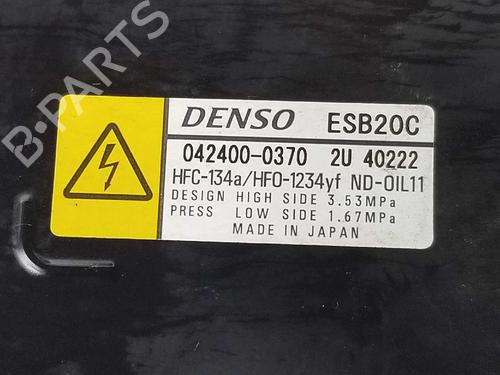 B-PARTS
DENSO ESB20C
042400-0370 2U 40222
HFC-134a/HFO-1234yf ND-OIL11
DESIGN HIGH SIDE 3.53MPa
PRESS LOW SIDE 1.67MPa
MADE IN JAPAN